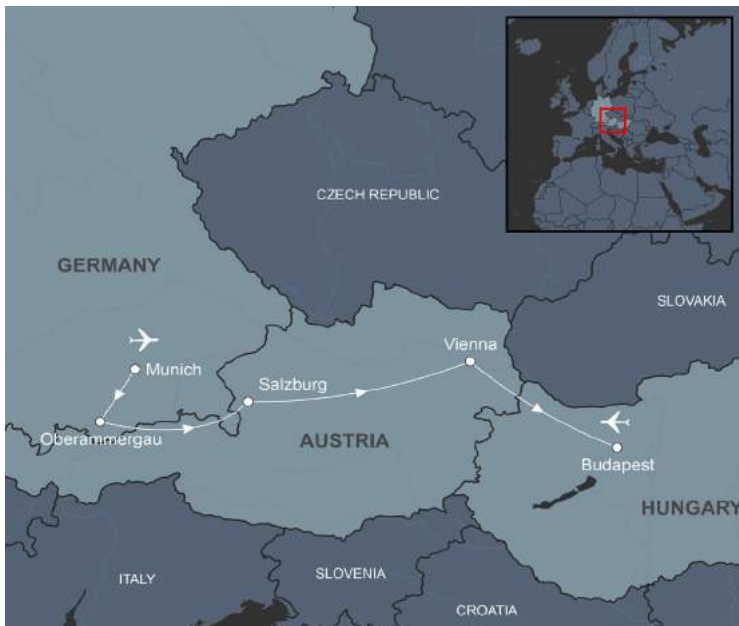 CZECH REPUBLIC
GERMANY
SLOVAKIA
Vienna
Munich
Salzburg
Oberammergau
AUSTRIA
Budapest
HUNGARY
SLOVENIA
ITALY
CROATIA